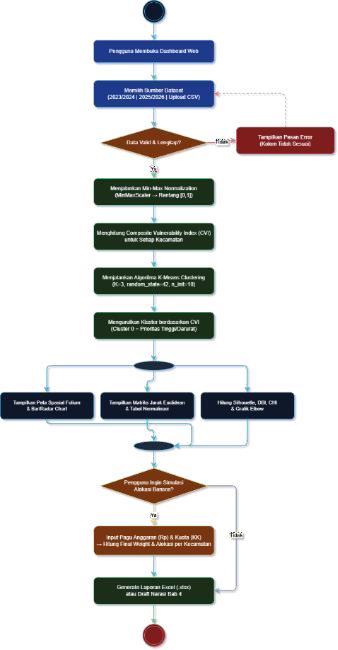 Pengguna Membuka Dashboard Web
Memilih Sumber Dataset
(2023/2024 | 2025/2026 | Upload CSV)
Data Valid & Lengkap?
Tidak
Tampilkan Pesan Error
(Kolom Tidak Sesuai)
Ya
Menjalankan Min-Max Normalization
(MinMaxScaler → Rentang [0,1])
Menghitung Composite Vulnerability Index (CVI)
untuk Setiap Kecamatan
Menjalankan Algoritma K-Means Clustering
(K=3, random_state=42, n_init=10)
Mengurutkan Kluster berdasarkan CVI
(Cluster 0 = Prioritas Tinggi/Darurat)
Tampilkan Peta Spasial Folium
& Bar/Radar Chart
Tampilkan Matriks Jarak Euclidean
& Tabel Normalisasi
Hitung Silhouette, DBI, CHI
& Grafik Elbow
Pengguna Ingin Simulasi
Alokasi Bansos?
Ya
Tidak
Input Pagu Anggaran (Rp) & Kuota (KK)
→ Hitung Final Weight & Alokasi per Kecamatan
Generate Laporan Excel (.xlsx)
atau Draft Narasi Bab 4